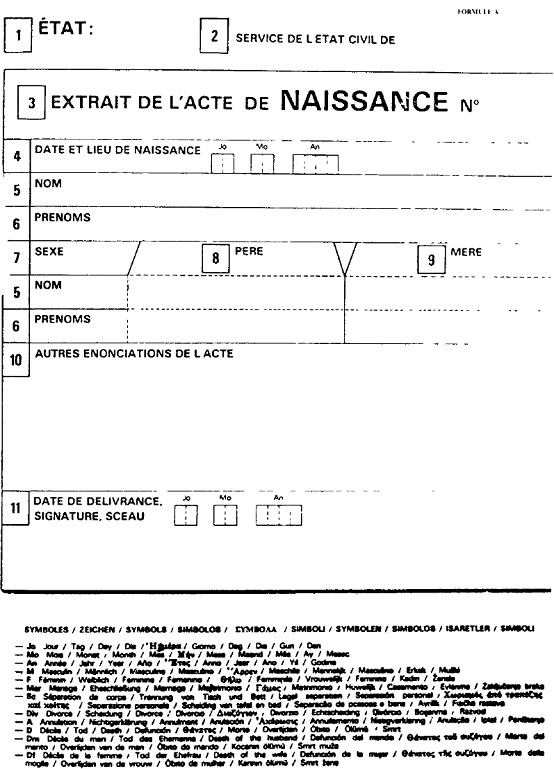 FORMULE A
1 ÉTAT:
2 SERVICE DE L ETAT CIVIL DE
3 EXTRAIT DE L'ACTE DE NAISSANCE N°
4 DATE ET LIEU DE NAISSANCE Jo Mo An
5 NOM
6 PRENOMS
7 SEXE 8 PERE 9 MERE
5 NOM
6 PRENOMS
10 AUTRES ENONCIATIONS DE L ACTE
11 DATE DE DELIVRANCE, Jo Mo An
SIGNATURE, SCEAU
SYMBOLES / ZEICHEN / SYMBOLS / SIMBOLOS / ΣΥΜΒΟΛΑ / SIMBOLI / SYMBOLEN / SIMBOLOS / ISARETLER / SIMBOLI
— Jo Jour / Tag / Day / Dia / Ἡμέρα / Giorno / Dag / Dia / Gun / Dan
— Mo Mois / Monat / Month / Mes / Μήν / Mese / Maand / Mês / Ay / Mesec
— An Année / Jahr / Year / Año / Ἔτος / Anno / Jaar / Ano / Yil / Godina
— M Masculin / Männlich / Masculine / Masculino / Ἄρρεν / Maschile / Mannelijk / Masculino / Erkek / Muški
— F Féminin / Weiblich / Feminine / Femenino / Θῆλυ / Femminile / Vrouwelijk / Feminino / Kadın / Ženski
— Mar Mariage / Eheschließung / Marriage / Matrimonio / Γάμος / Matrimonio / Huwelijk / Casamento / Evlenme / Zaključenje braka
— Sc Séparation de corps / Trennung von Tisch und Bett / Legal separation / Separación personal / Χωρισμός ἀπό τραπέζης
καί κοίτης / Separazione personale / Scheiding van tafel en bed / Separação de pessoas e bens / Ayrılık / Fizička rastava
— Div Divorce / Scheidung / Divorce / Divorcio / Διαζύγιον / Divorzio / Echtscheiding / Divórcio / Boşanma / Razvod
— A Annulation / Nichtigerklärung / Annulment / Anulación / Ἀκύρωσις / Annullamento / Nietigverklaring / Anulação / Iptal / Poništenje
— D Décès / Tod / Death / Defunción / Θάνατος / Morte / Overlijden / Óbito / Ölümü / Smrt
— Dm Décès du mari / Tod des Ehemanns / Death of the husband / Defunción del marido / Θάνατος τοῦ συζύγου / Morte del
marito / Overlijden van de man / Óbito do marido / Kocanın ölümü / Smrt muža
— Df Décès de la femme / Tod der Ehefrau / Death of the wife / Defunción de la mujer / Θάνατος τῆς συζύγου / Morte della
moglie / Overlijden van de vrouw / Óbito da mulher / Karının ölümü / Smrt žene